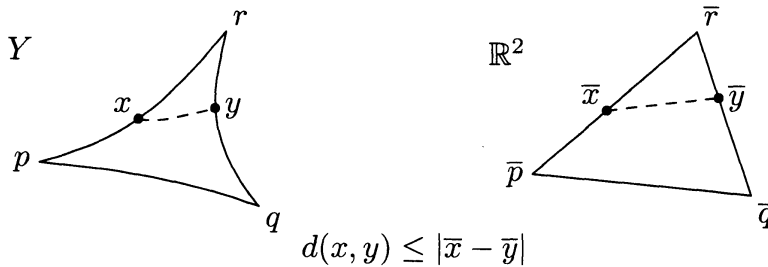 Y
r
x
y
p
q
ℝ²
r̅
x̅
y̅
p̅
q̅
d(x, y) ≤ |x̅ − y̅|